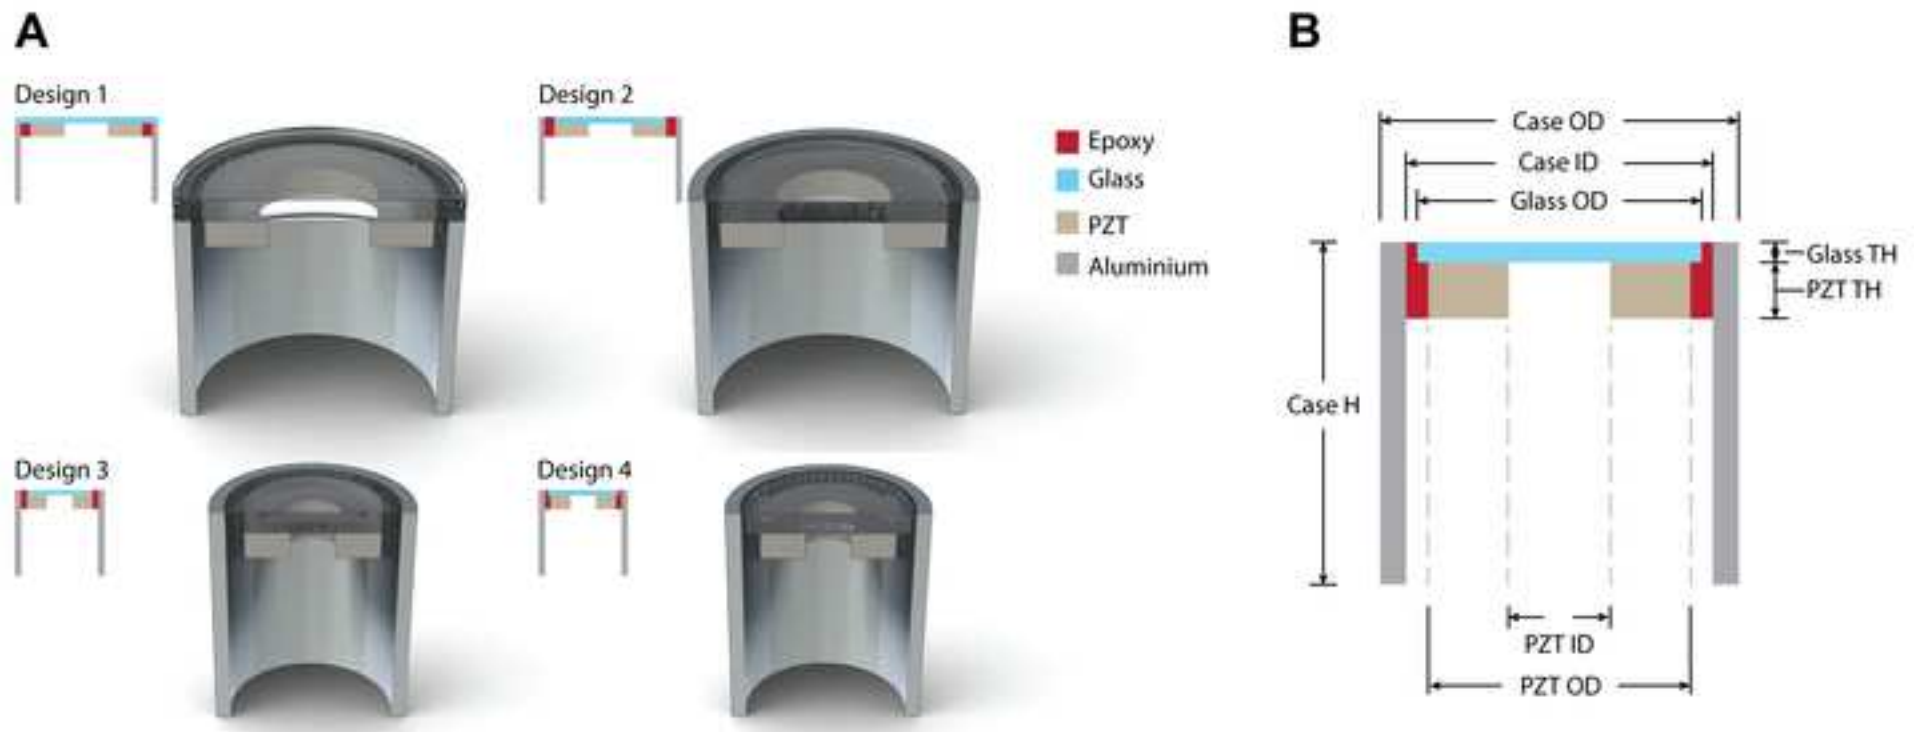 A
B
Design 1
Design 2
Epoxy
Glass
PZT
Aluminium
Design 3
Design 4
Case OD
Case ID
Glass OD
Glass TH
PZT TH
Case H
PZT ID
PZT OD